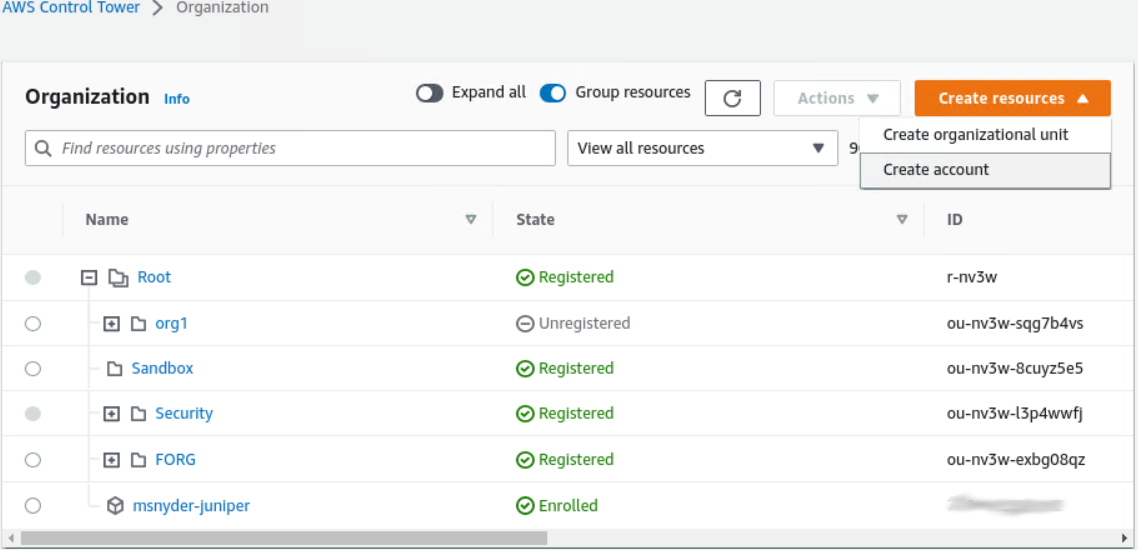 AWS Control Tower > Organization
Organization Info Expand all Group resources Actions Create resources
Find resources using properties View all resources
Create organizational unit
Create account
Name State ID
Root Registered r-nv3w
org1 Unregistered ou-nv3w-sqg7b4vs
Sandbox Registered ou-nv3w-8cuyz5e5
Security Registered ou-nv3w-l3p4wwfj
FORG Registered ou-nv3w-exbg08qz
msnyder-juniper Enrolled